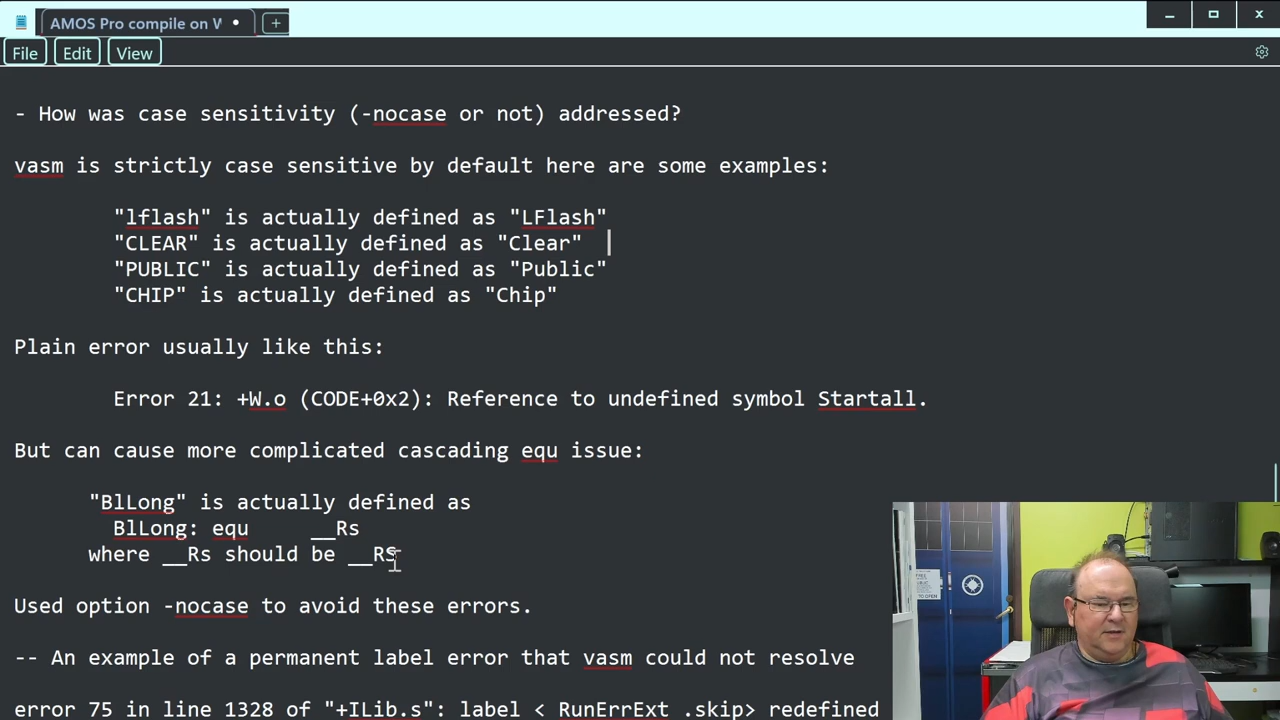 AMOS Pro compile on W
File Edit View
- How was case sensitivity (-nocase or not) addressed?
vasm is strictly case sensitive by default here are some examples:
"lflash" is actually defined as "LFlash"
"CLEAR" is actually defined as "Clear"
"PUBLIC" is actually defined as "Public"
"CHIP" is actually defined as "Chip"
Plain error usually like this:
Error 21: +W.o (CODE+0x2): Reference to undefined symbol Startall.
But can cause more complicated cascading equ issue:
"BlLong" is actually defined as
BlLong: equ __Rs
where __Rs should be __RS
Used option -nocase to avoid these errors.
-- An example of a permanent label error that vasm could not resolve
error 75 in line 1328 of "+ILib.s": label < RunErrExt .skip> redefined